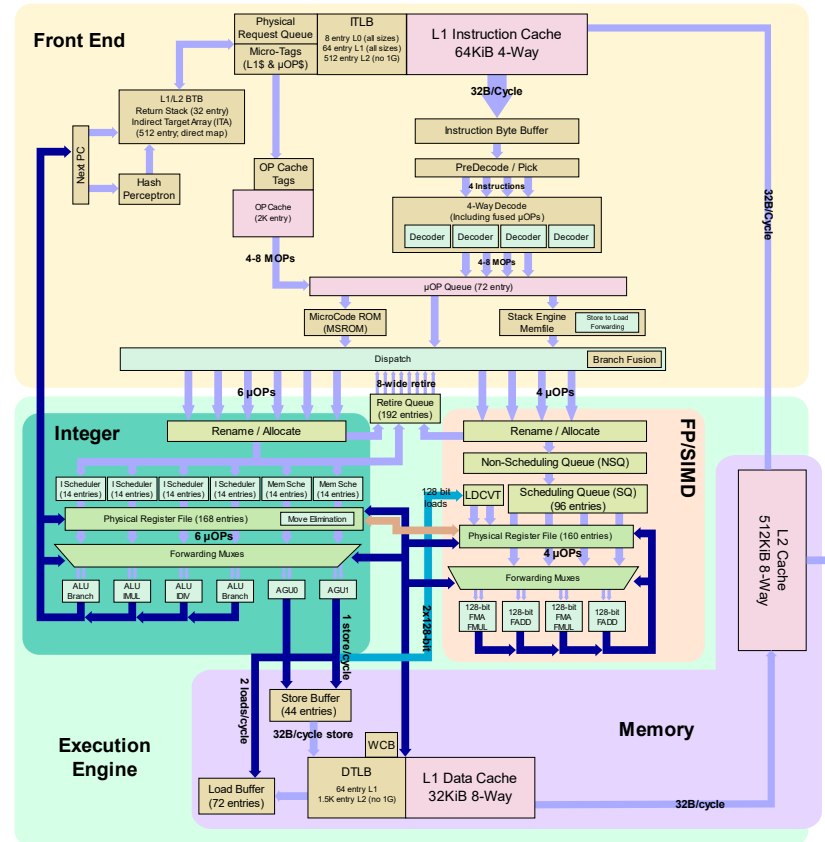 Front End
Physical
Request Queue
Micro-Tags
(L1$ & µOP$)
ITLB
8 entry L0 (all sizes)
64 entry L1 (all sizes)
512 entry L2 (no 1G)
L1 Instruction Cache
64KiB 4-Way
32B/Cycle
L1/L2 BTB
Return Stack (32 entry)
Indirect Target Array (ITA)
(512 entry; direct map)
Next PC
Hash
Perceptron
Instruction Byte Buffer
PreDecode / Pick
4 Instructions
OP Cache
Tags
OP Cache
(2K entry)
4-Way Decode
(Including fused µOPs)
Decoder
Decoder
Decoder
Decoder
4-8 MOPs
4-8 MOPs
µOP Queue (72 entry)
MicroCode ROM
(MSROM)
Stack Engine
Memfile
Store to Load
Forwarding
Dispatch
Branch Fusion
32B/Cycle
6 µOPs
8-wide retire
4 µOPs
Retire Queue
(192 entries)
Integer
Rename / Allocate
Rename / Allocate
FP/SIMD
Non-Scheduling Queue (NSQ)
I Scheduler
(14 entries)
I Scheduler
(14 entries)
I Scheduler
(14 entries)
I Scheduler
(14 entries)
Mem Sche
(14 entries)
Mem Sche
(14 entries)
128 bit
loads
LDCVT
Scheduling Queue (SQ)
(96 entries)
Physical Register File (168 entries)
Move Elimination
6 µOPs
Physical Register File (160 entries)
4 µOPs
Forwarding Muxes
Forwarding Muxes
ALU
Branch
ALU
IMUL
ALU
IDIV
ALU
Branch
AGU0
AGU1
128-bit
FMA
FMUL
128-bit
FADD
128-bit
FMA
FMUL
128-bit
FADD
2x128-bit
1 store/cycle
2 loads/cycle
L2 Cache
512KiB 8-Way
Store Buffer
(44 entries)
32B/cycle store
Execution
Engine
Memory
WCB
Load Buffer
(72 entries)
DTLB
64 entry L1
1.5K entry L2 (no 1G)
L1 Data Cache
32KiB 8-Way
32B/cycle